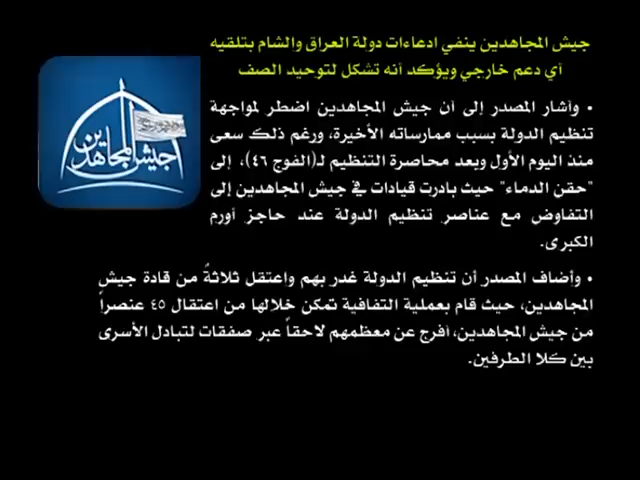 جيش المجاهدين ينفي ادعاءات دولة العراق والشام بتلقيه
أي دعم خارجي ويؤكد أنه تشكل لتوحيد الصف
جيش المجاهدين
• وأشار المصدر إلى أن جيش المجاهدين اضطر لمواجهة
تنظيم الدولة بسبب ممارساته الأخيرة، ورغم ذلك سعى
منذ اليوم الأول وبعد محاصرة التنظيم لـ(الفوج ٤٦)، إلى
"حقن الدماء" حيث بادرت قيادات في جيش المجاهدين إلى
التفاوض مع عناصر تنظيم الدولة عند حاجز أورم
الكبرى.
• وأضاف المصدر أن تنظيم الدولة غدر بهم واعتقل ثلاثةً من قادة جيش
المجاهدين، حيث قام بعملية التفافية تمكن خلالها من اعتقال ٤٥ عنصراً
من جيش المجاهدين، أفرج عن معظمهم لاحقاً عبر صفقات لتبادل الأسرى
بين كلا الطرفين.